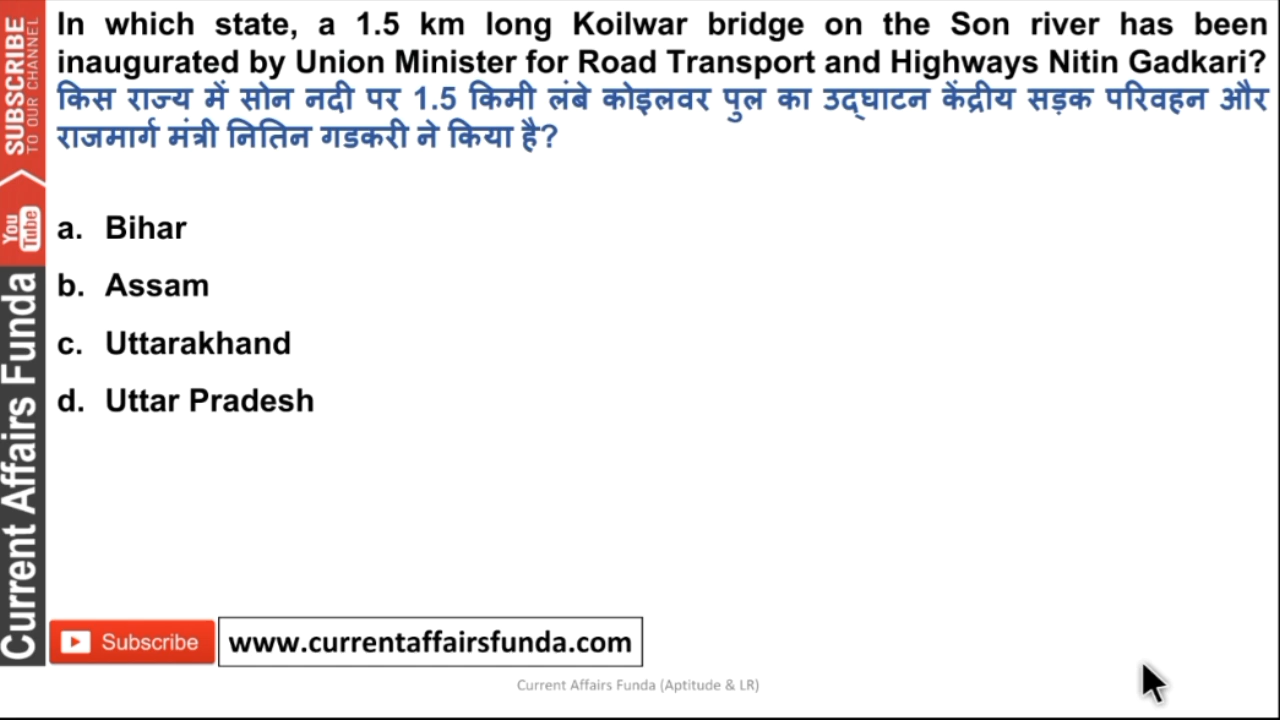 In which state, a 1.5 km long Koilwar bridge on the Son river has been
inaugurated by Union Minister for Road Transport and Highways Nitin Gadkari?
किस राज्य में सोन नदी पर 1.5 किमी लंबे कोइलवर पुल का उद्घाटन केंद्रीय सड़क परिवहन और
राजमार्ग मंत्री नितिन गडकरी ने किया है?
a. Bihar
b. Assam
c. Uttarakhand
d. Uttar Pradesh
SUBSCRIBE
TO OUR CHANNEL
You
Tube
Current Affairs Funda
Subscribe
www.currentaffairsfunda.com
Current Affairs Funda (Aptitude & LR)